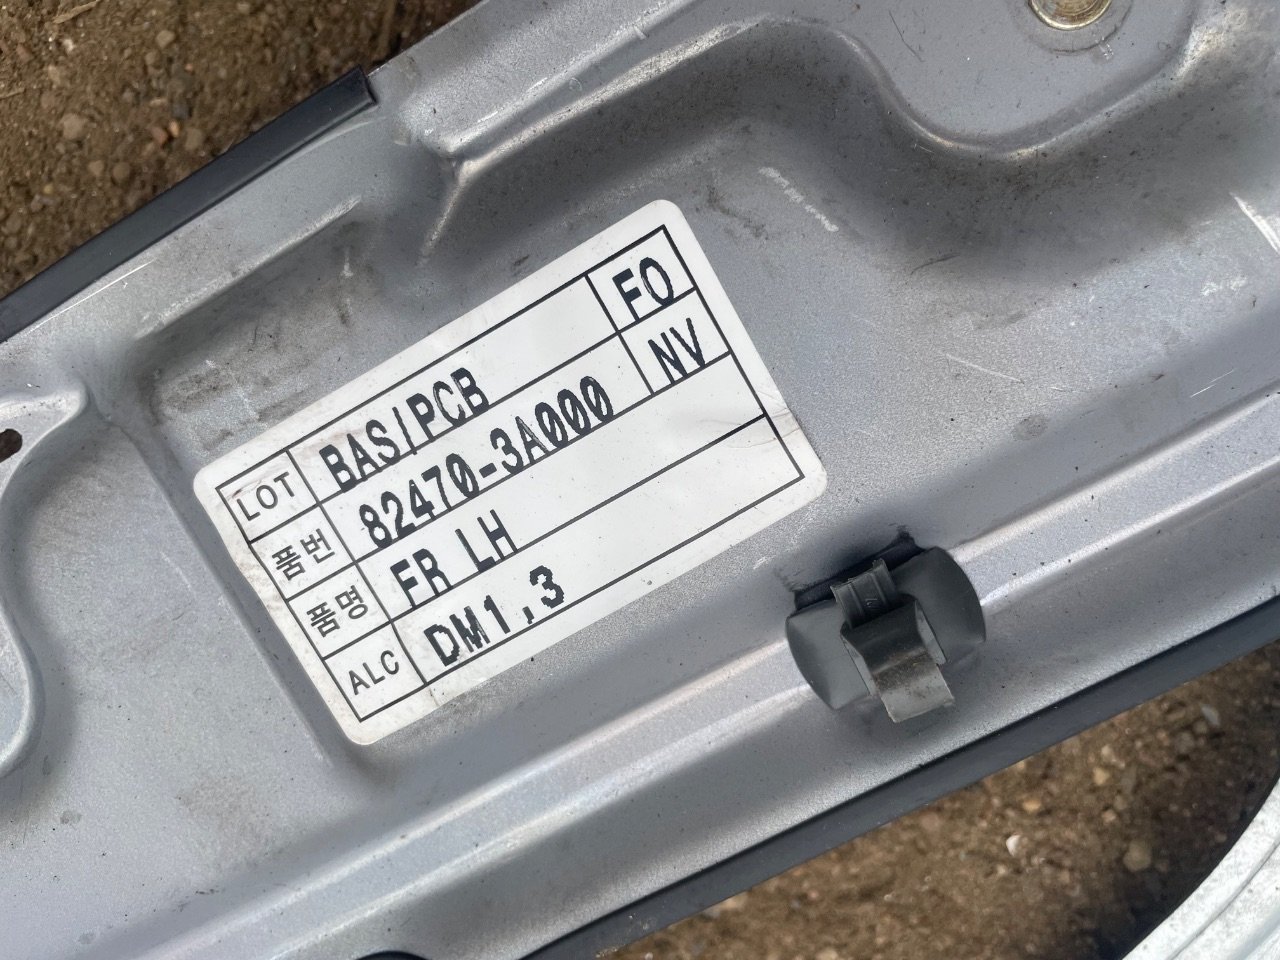 LOT BAS/PCB FO
품번 82470-3A000 NV
품명 FR LH
ALC DM1,3